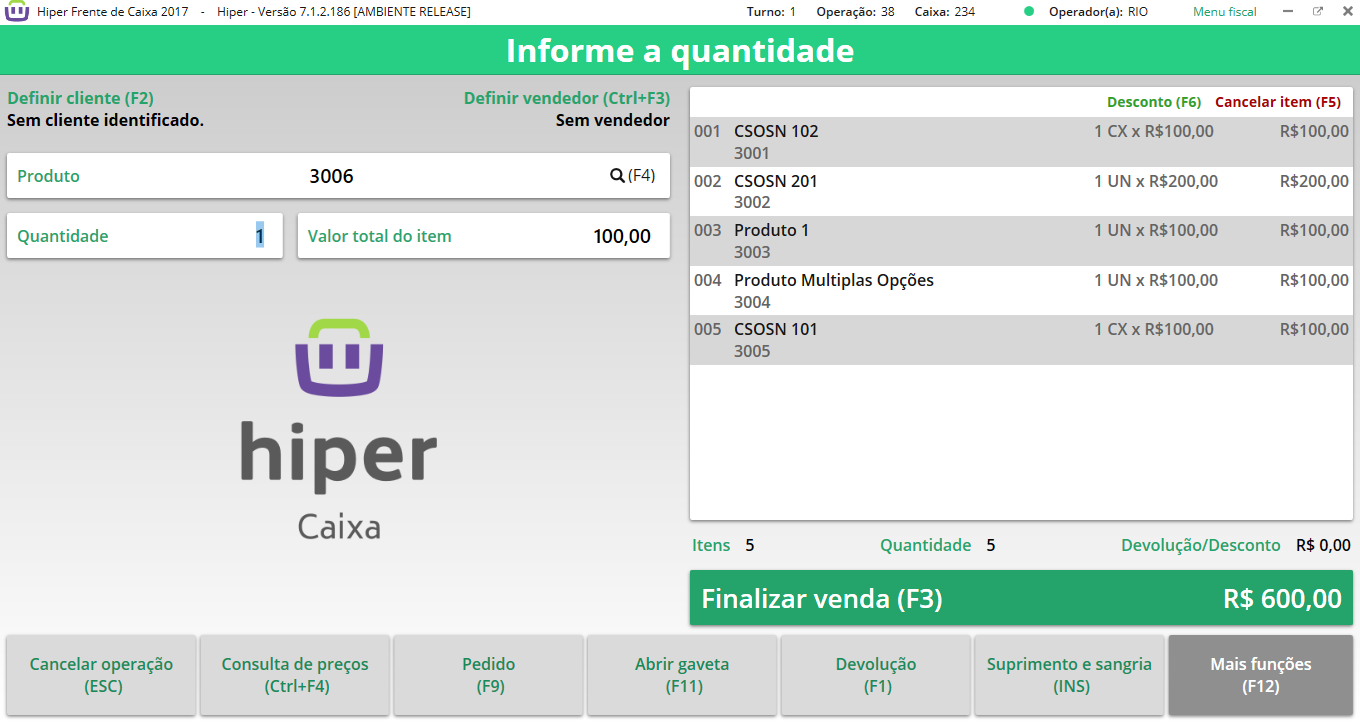 Hiper Frente de Caixa 2017 - Hiper - Versão 7.1.2.186 [AMBIENTE RELEASE] Turno: 1 Operação: 38 Caixa: 234 Operador(a): RIO Menu fiscal
Informe a quantidade
Definir cliente (F2) Definir vendedor (Ctrl+F3)
Sem cliente identificado. Sem vendedor
Produto 3006 (F4)
Quantidade 1 Valor total do item 100,00
hiper
Caixa
Desconto (F6) Cancelar item (F5)
001 CSOSN 102 1 CX x R$100,00 R$100,00
3001
002 CSOSN 201 1 UN x R$200,00 R$200,00
3002
003 Produto 1 1 UN x R$100,00 R$100,00
3003
004 Produto Multiplas Opções 1 UN x R$100,00 R$100,00
3004
005 CSOSN 101 1 CX x R$100,00 R$100,00
3005
Itens 5 Quantidade 5 Devolução/Desconto R$ 0,00
Finalizar venda (F3) R$ 600,00
Cancelar operação
(ESC)
Consulta de preços
(Ctrl+F4)
Pedido
(F9)
Abrir gaveta
(F11)
Devolução
(F1)
Suprimento e sangria
(INS)
Mais funções
(F12)